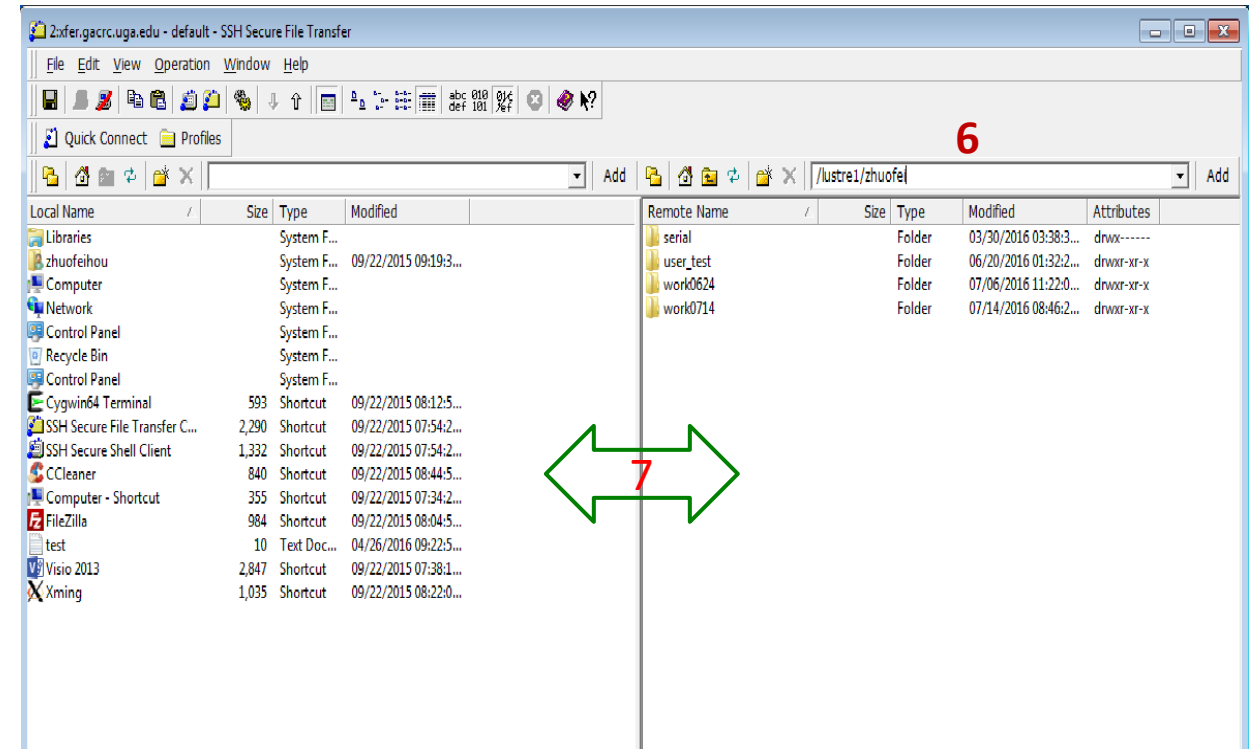 2:xfer.gacrc.uga.edu - default - SSH Secure File Transfer
File Edit View Operation Window Help
abc def 010 101
Quick Connect Profiles
6
Add /lustre1/zhuofei Add
Local Name / Size Type Modified Remote Name / Size Type Modified Attributes
Libraries System F... serial Folder 03/30/2016 03:38:3... drwx------
zhuofeihou System F... 09/22/2015 09:19:3... user_test Folder 06/20/2016 01:32:2... drwxr-xr-x
Computer System F... work0624 Folder 07/06/2016 11:22:0... drwxr-xr-x
Network System F... work0714 Folder 07/14/2016 08:46:2... drwxr-xr-x
Control Panel System F...
Recycle Bin System F...
Control Panel System F...
Cygwin64 Terminal 593 Shortcut 09/22/2015 08:12:5...
SSH Secure File Transfer C... 2,290 Shortcut 09/22/2015 07:54:2...
SSH Secure Shell Client 1,332 Shortcut 09/22/2015 07:54:2...
CCleaner 840 Shortcut 09/22/2015 08:44:5...
7
Computer - Shortcut 355 Shortcut 09/22/2015 07:34:2...
FileZilla 984 Shortcut 09/22/2015 08:04:5...
test 10 Text Doc... 04/26/2016 09:22:5...
Visio 2013 2,847 Shortcut 09/22/2015 07:38:1...
Xming 1,035 Shortcut 09/22/2015 08:22:0...